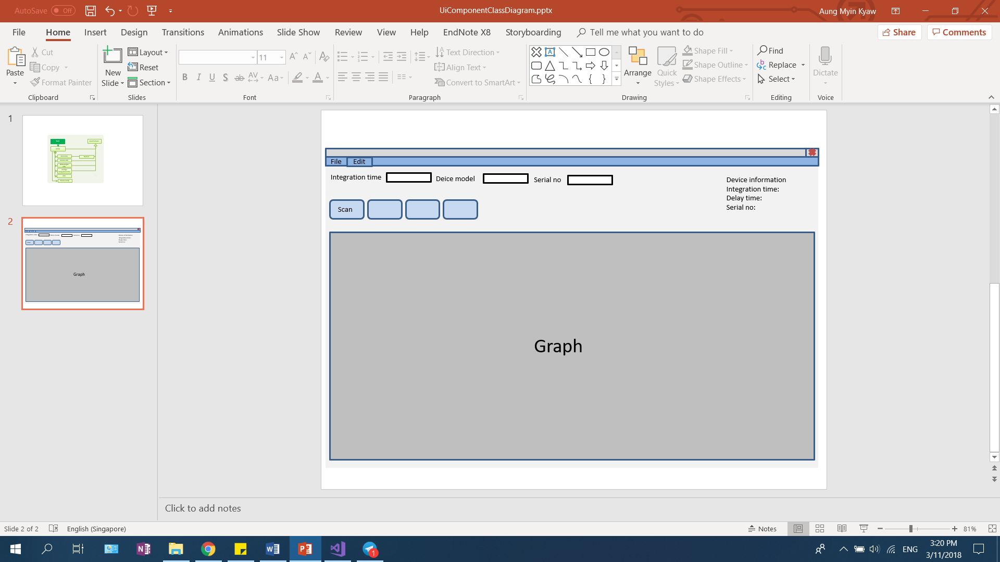 AutoSave Off
UiComponentClassDiagram.pptx
Aung Myin Kyaw
File Home Insert Design Transitions Animations Slide Show Review View Help EndNote X8 Storyboarding Tell me what you want to do
Share Comments
Paste
Cut
Copy
Format Painter
Clipboard
New Slide
Layout
Reset
Section
Slides
11
B I U S ab AV Aa A
Font
Text Direction
Align Text
Convert to SmartArt
Paragraph
Arrange
Quick Styles
Shape Fill
Shape Outline
Shape Effects
Drawing
Find
Replace
Select
Editing
Dictate
Voice
1
2
Graph
File Edit
Integration time Deice model Serial no
Device information
Integration time:
Delay time:
Serial no:
Scan
Graph
Click to add notes
Slide 2 of 2 English (Singapore)
Notes 81%
ENG
3:20 PM
3/11/2018
1